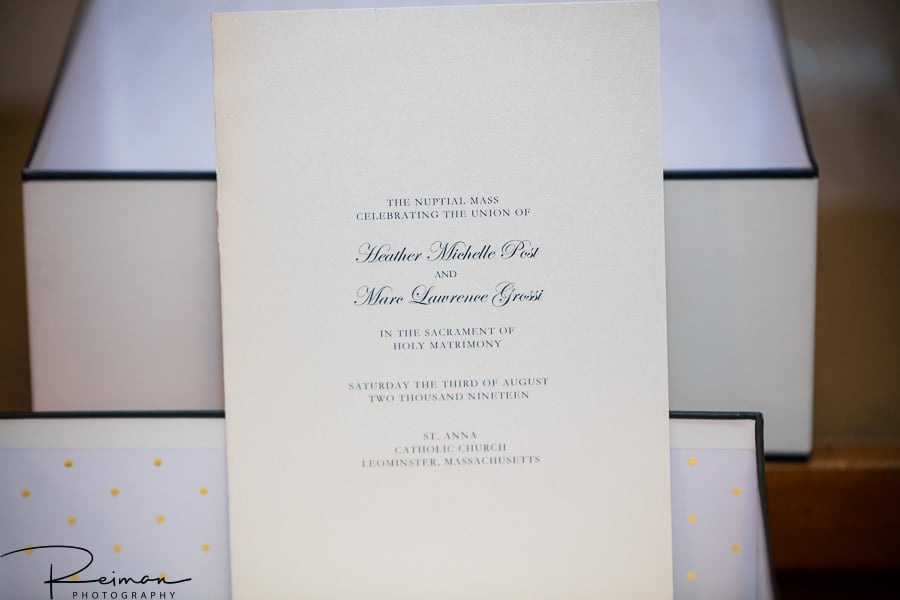 THE NUPTIAL MASS
CELEBRATING THE UNION OF
Heather Michelle Post
AND
Marc Lawrence Grossi
IN THE SACRAMENT OF
HOLY MATRIMONY
SATURDAY THE THIRD OF AUGUST
TWO THOUSAND NINETEEN
ST. ANNA
CATHOLIC CHURCH
LEOMINSTER, MASSACHUSETTS
Reiman
PHOTOGRAPHY